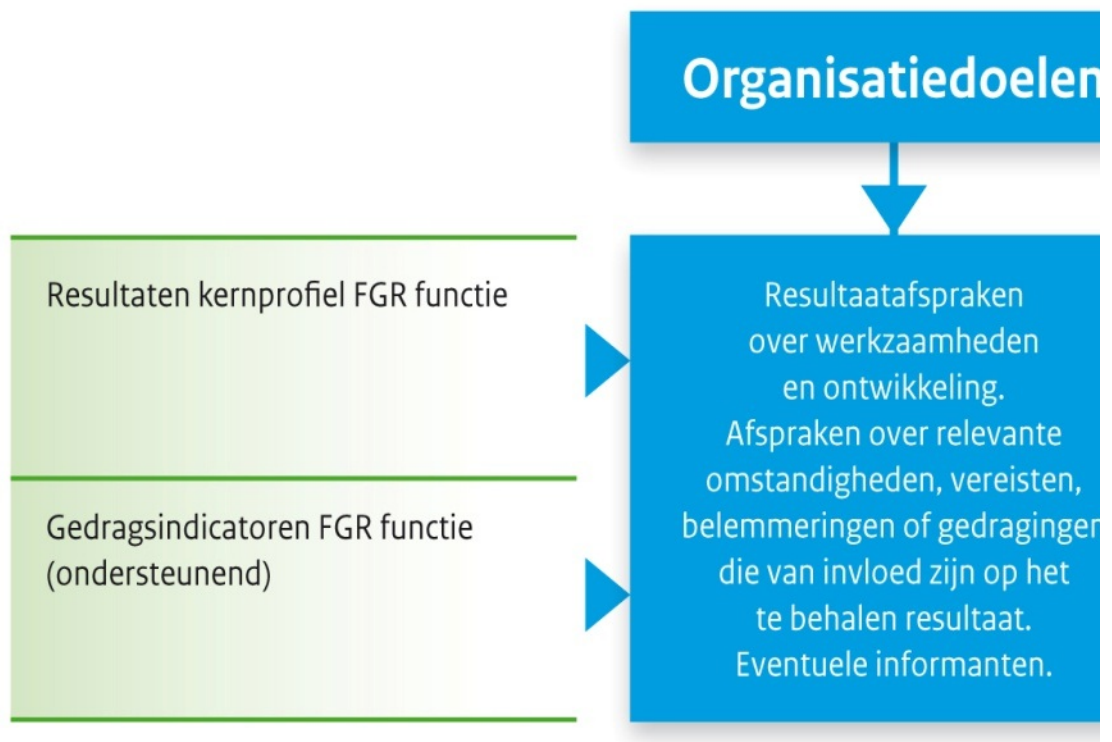 Organisatiedoelen
Resultaten kernprofiel FGR functie
Gedragsindicatoren FGR functie
(ondersteunend)
Resultaatafspraken
over werkzaamheden
en ontwikkeling.
Afspraken over relevante
omstandigheden, vereisten,
belemmeringen of gedragingen
die van invloed zijn op het
te behalen resultaat.
Eventuele informanten.